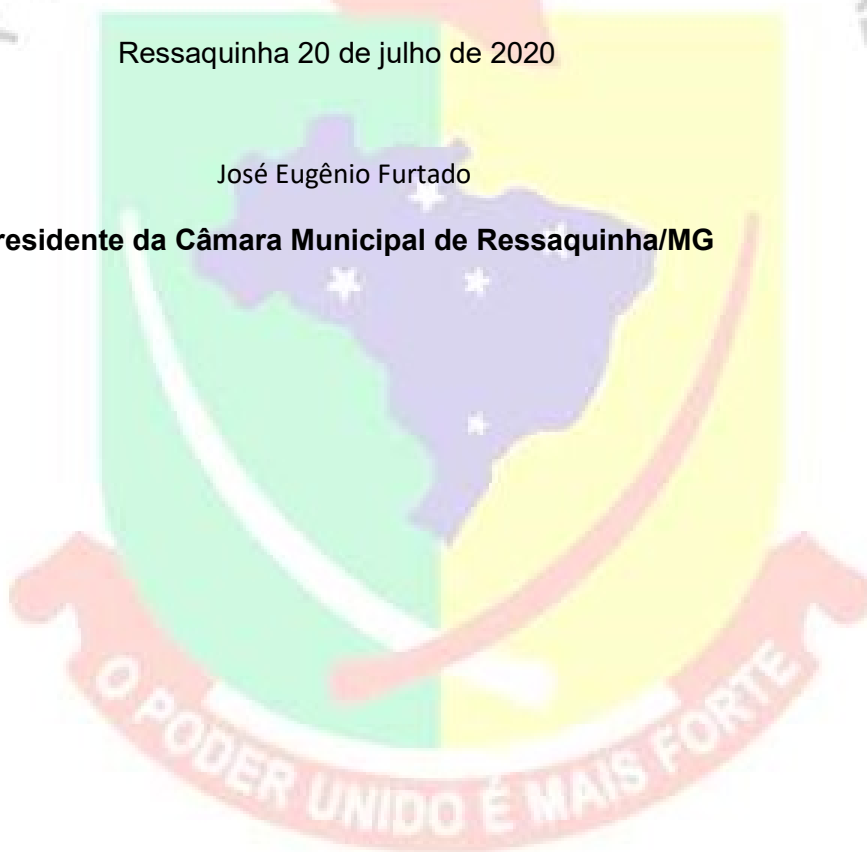 Ressaquinha 20 de julho de 2020
José Eugênio Furtado
residente da Câmara Municipal de Ressaquinha/MG
O PODER UNIDO É MAIS FORTE